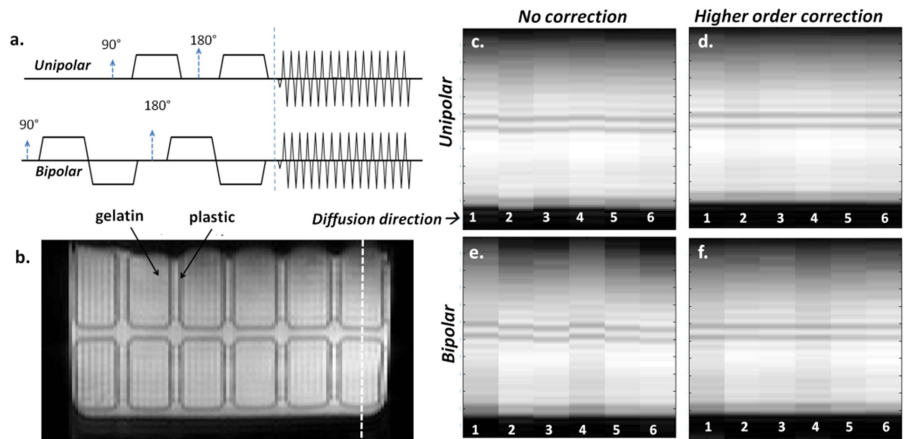 a.
90°
180°
Unipolar
90°
180°
Bipolar
gelatin
plastic
Diffusion direction →
b.
No correction
Higher order correction
Unipolar
c.
1 2 3 4 5 6
d.
1 2 3 4 5 6
Bipolar
e.
1 2 3 4 5 6
f.
1 2 3 4 5 6